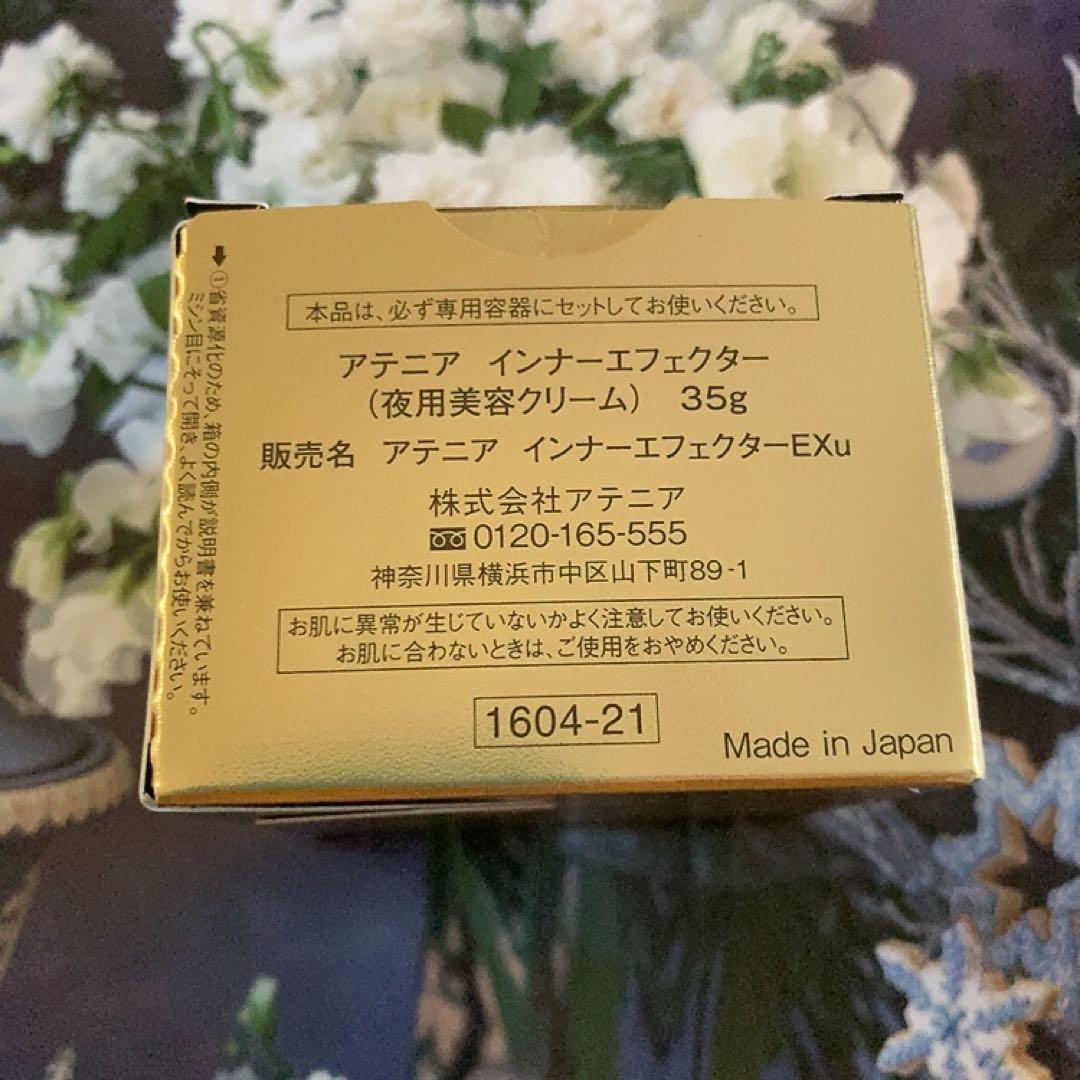 本品は、必ず専用容器にセットしてお使いください。
アテニア インナーエフェクター
（夜用美容クリーム） 35g
販売名 アテニア インナーエフェクターEXu
株式会社アテニア
0120-165-555
神奈川県横浜市中区山下町89-1
お肌に異常が生じていないかよく注意してお使いください。
お肌に合わないときは、ご使用をおやめください。
1604-21
Made in Japan
①省資源化のため、箱の内側が説明書を兼ねています。
ミシン目にそって開き、よく読んでからお使いください。